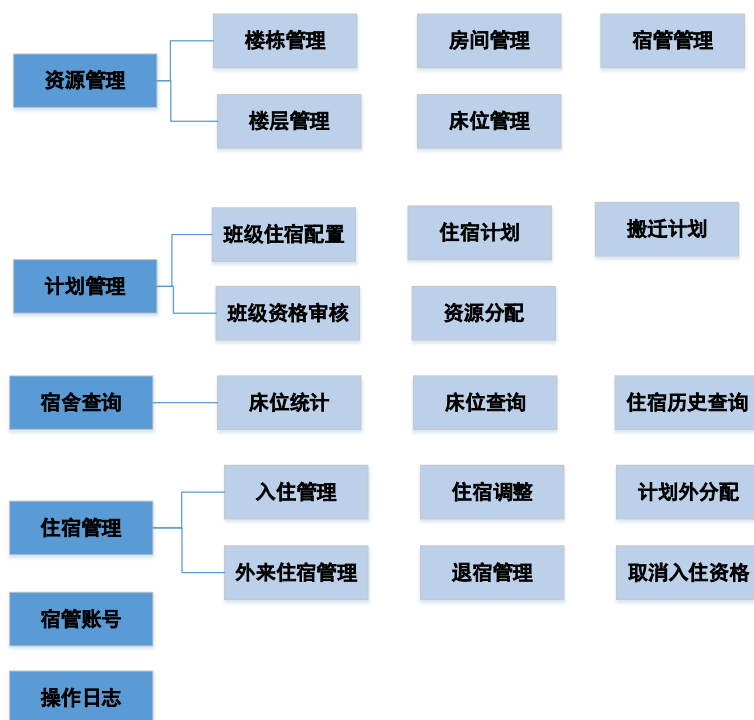 楼栋管理
房间管理
宿管管理
资源管理
楼层管理
床位管理
班级住宿配置
住宿计划
搬迁计划
计划管理
班级资格审核
资源分配
宿舍查询
床位统计
床位查询
住宿历史查询
入住管理
住宿调整
计划外分配
住宿管理
外来住宿管理
退宿管理
取消入住资格
宿管账号
操作日志